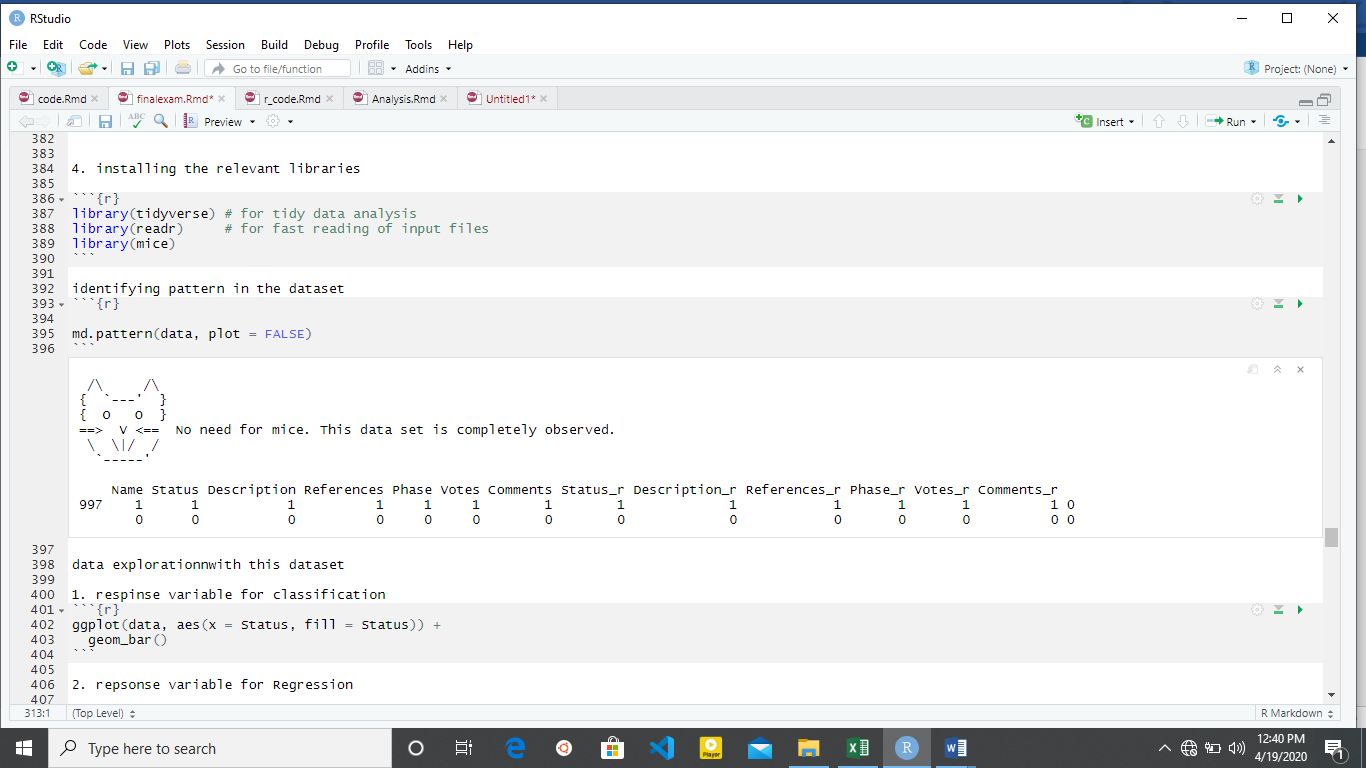 RStudio
File Edit Code View Plots Session Build Debug Profile Tools Help
Go to file/function
Addins
Project: (None)
code.Rmd
finalexam.Rmd*
r_code.Rmd
Analysis.Rmd
Untitled1*
ABC
Preview
Insert
Run
382
383
384 4. installing the relevant libraries
385
386 ```{r}
387 library(tidyverse) # for tidy data analysis
388 library(readr)     # for fast reading of input files
389 library(mice)
390 ```
391
392 identifying pattern in the dataset
393 ```{r}
394
395 md.pattern(data, plot = FALSE)
396 ```
 /\     /\
{  `---'  }
{  O   O  }
==>  V <==  No need for mice. This data set is completely observed.
 \  \|/  /
  `-----'
Name Status Description References Phase Votes Comments Status_r Description_r References_r Phase_r Votes_r Comments_r
997 1 1 1 1 1 1 1 1 1 1 1 1 1 0
0 0 0 0 0 0 0 0 0 0 0 0 0 0
397
398 data explorationnwith this dataset
399
400 1. respinse variable for classification
401 ```{r}
402 ggplot(data, aes(x = Status, fill = Status)) +
403   geom_bar()
404 ```
405
406 2. repsonse variable for Regression
407
313:1 (Top Level) R Markdown
Type here to search
Player
12:40 PM
4/19/2020
1